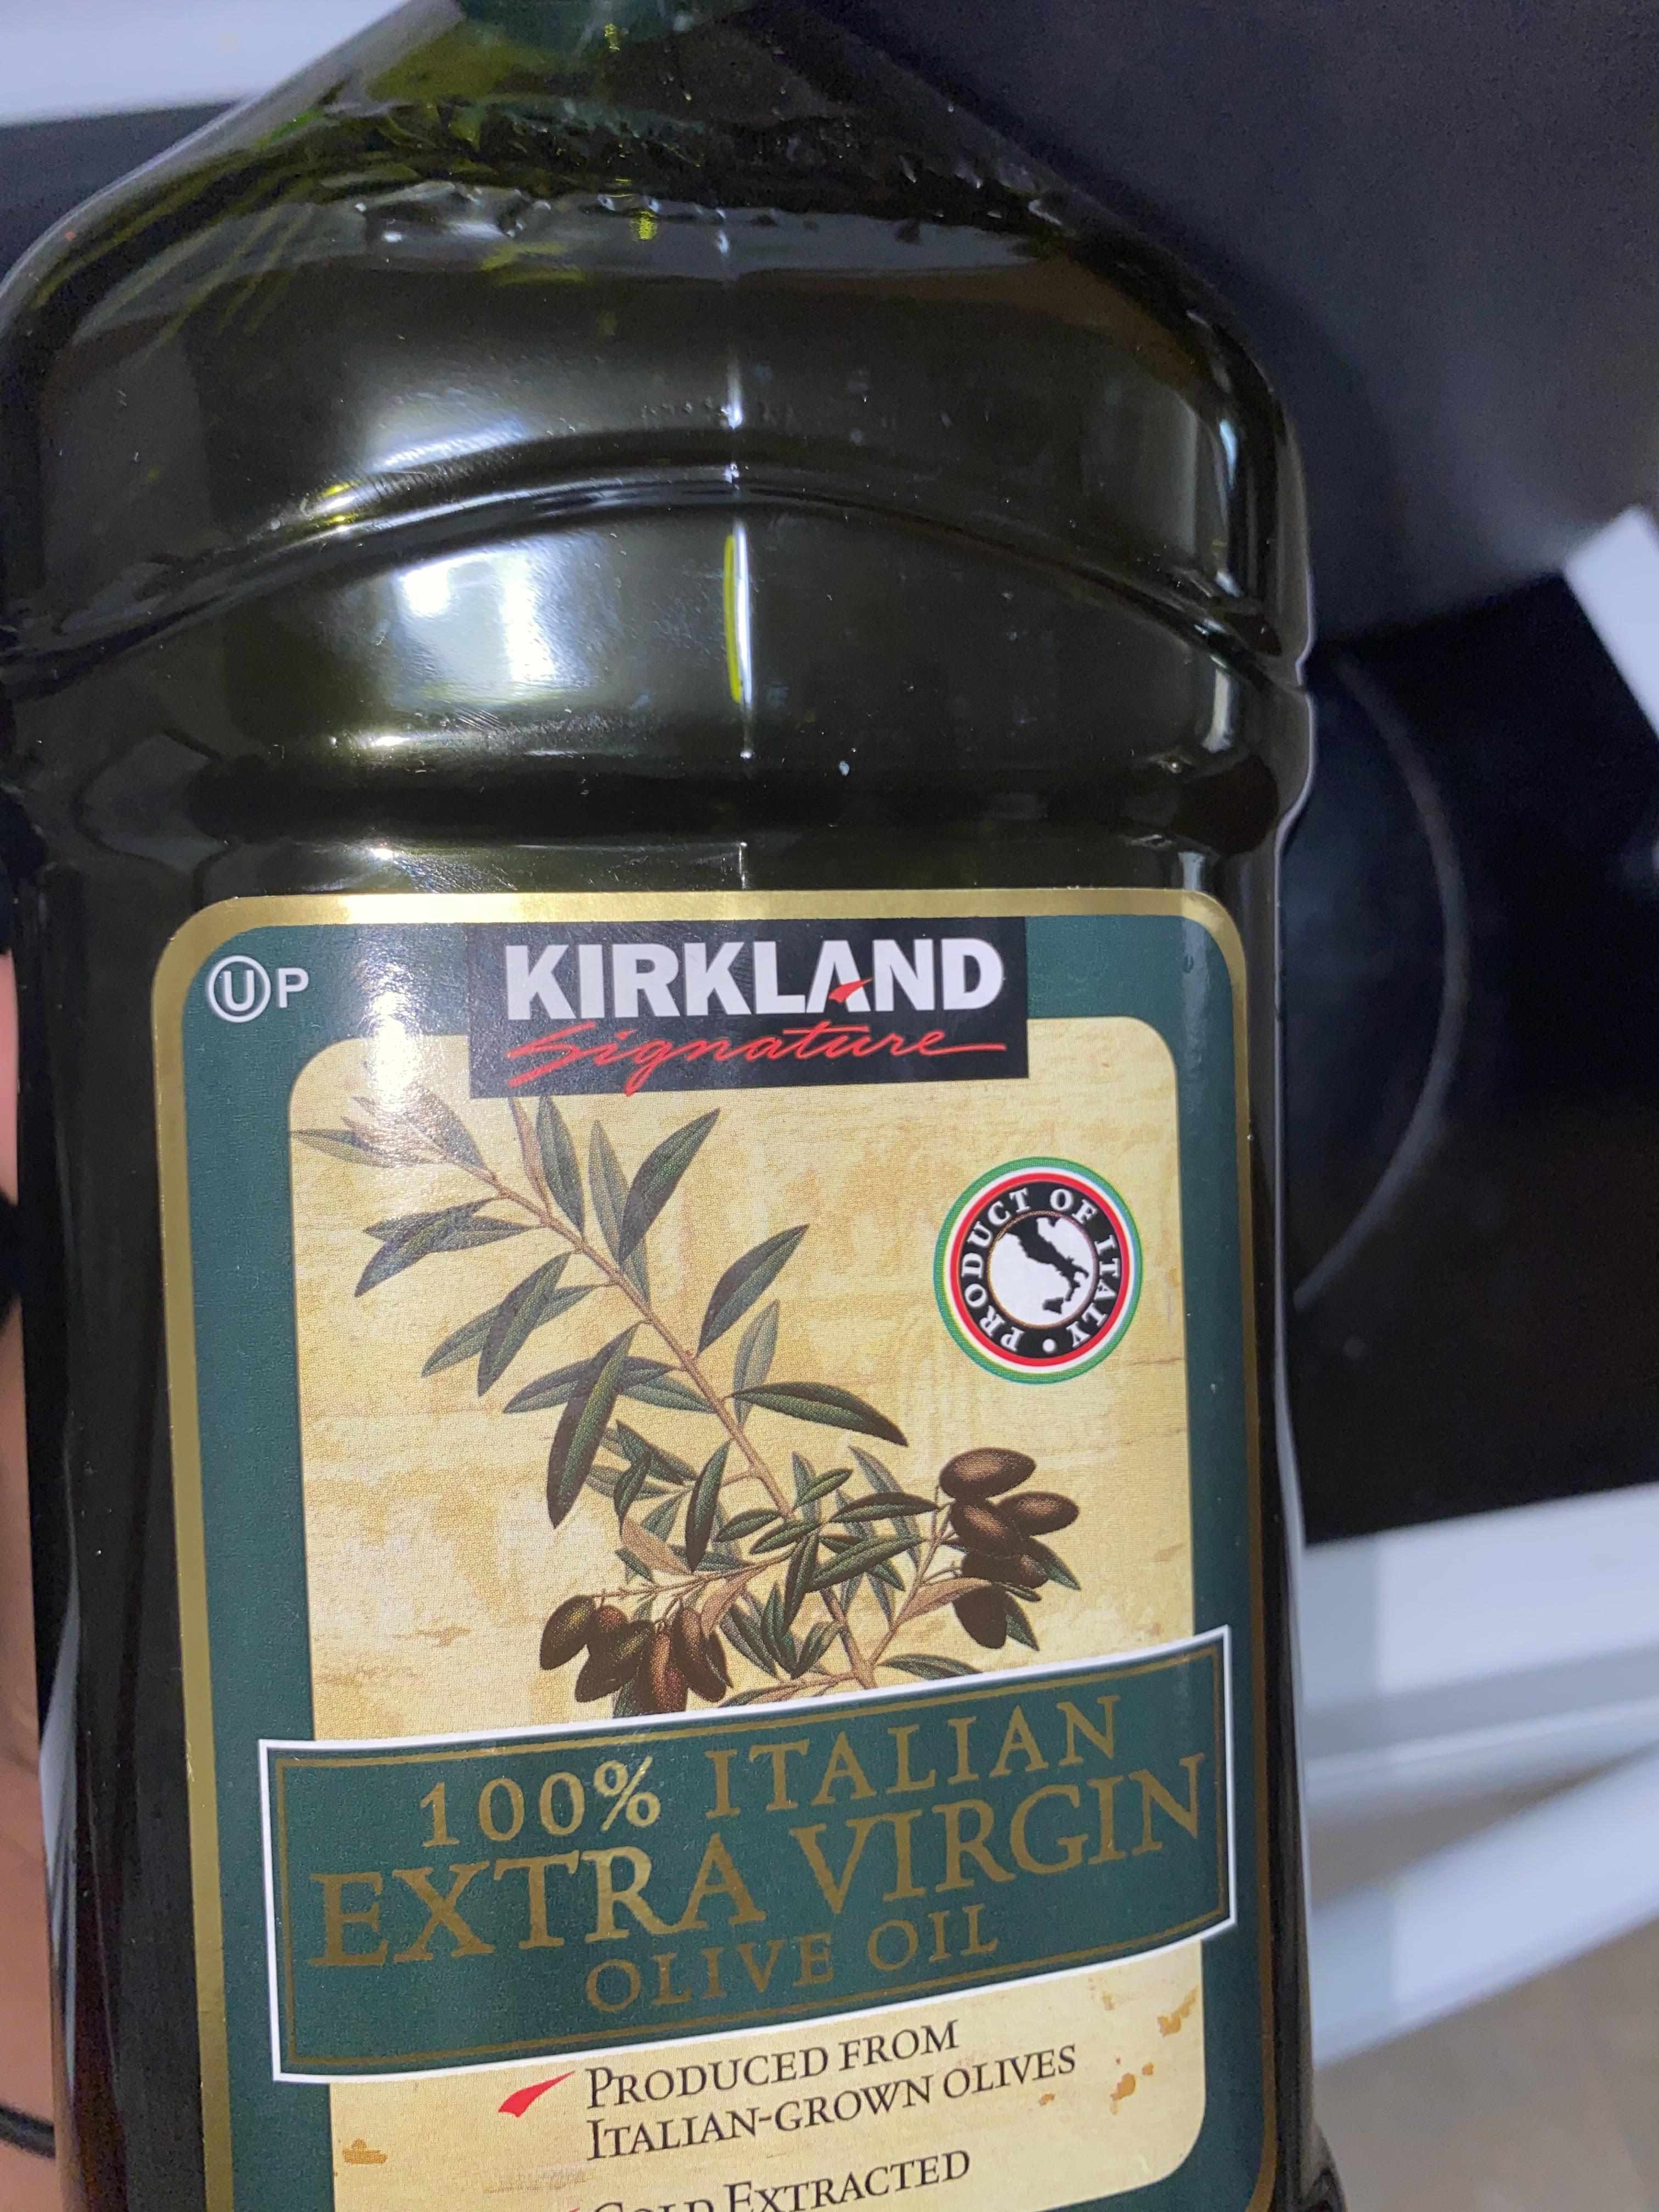 ⓊP
KIRKLAND
Signature
PRODUCT OF ITALY •
100% ITALIAN
EXTRA VIRGIN
OLIVE OIL
PRODUCED FROM
ITALIAN-GROWN OLIVES
COLD EXTRACTED